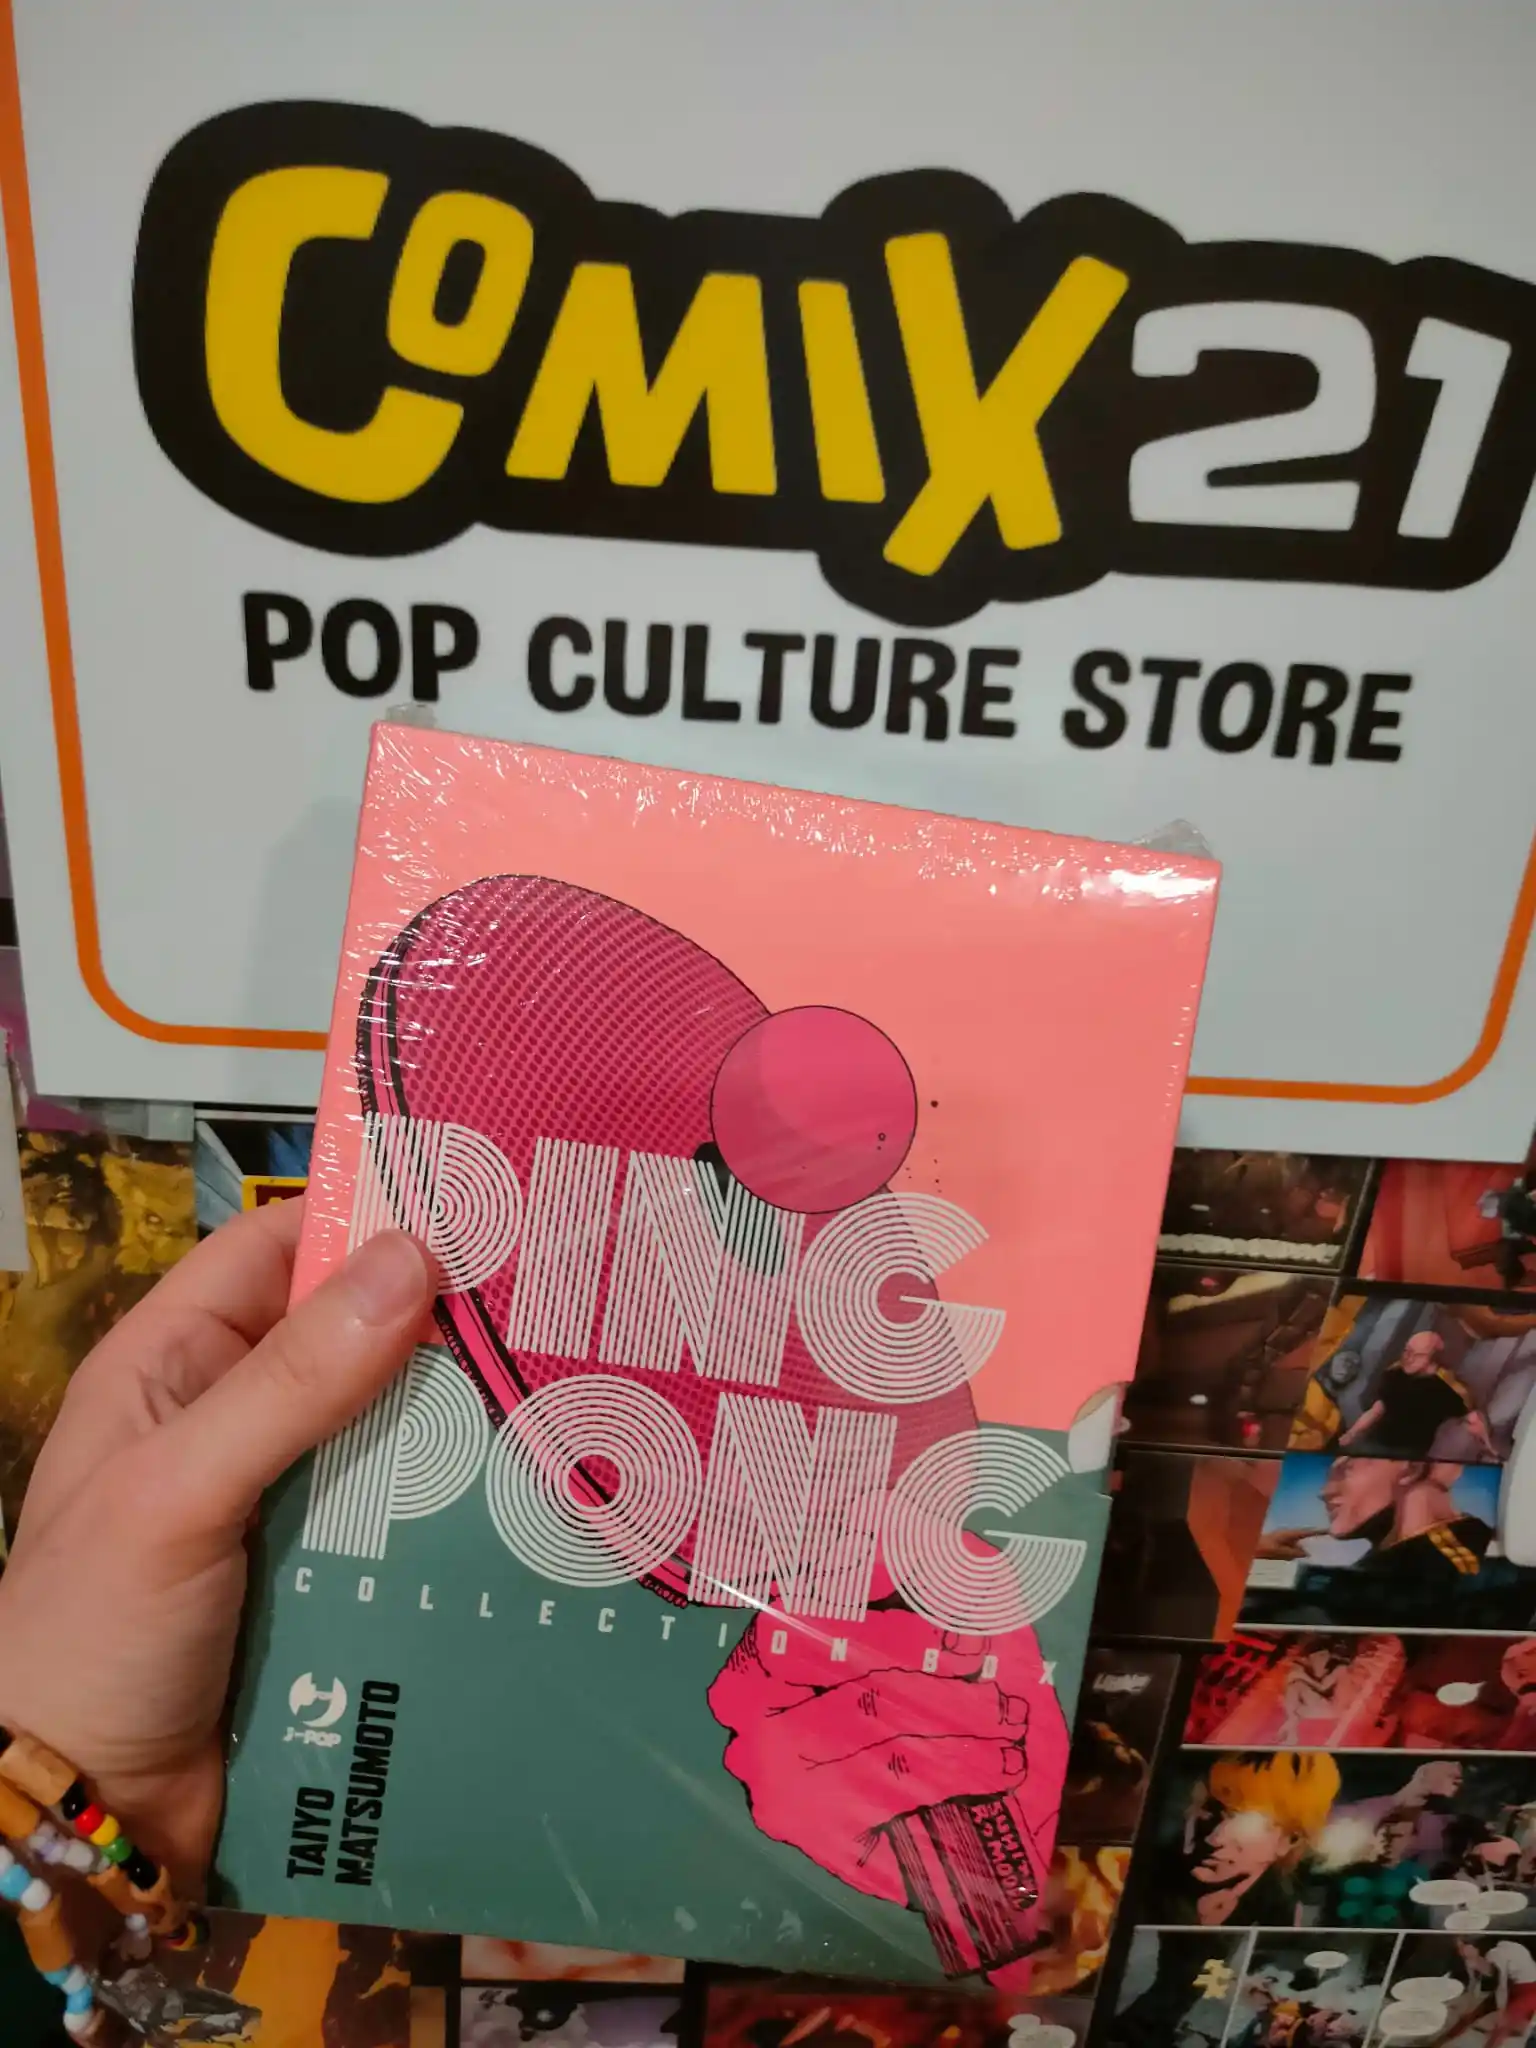 COMIX 21
POP CULTURE STORE
PING
PONG
COLLECTION BOX
J-POP
TAIYO
MATSUMOTO